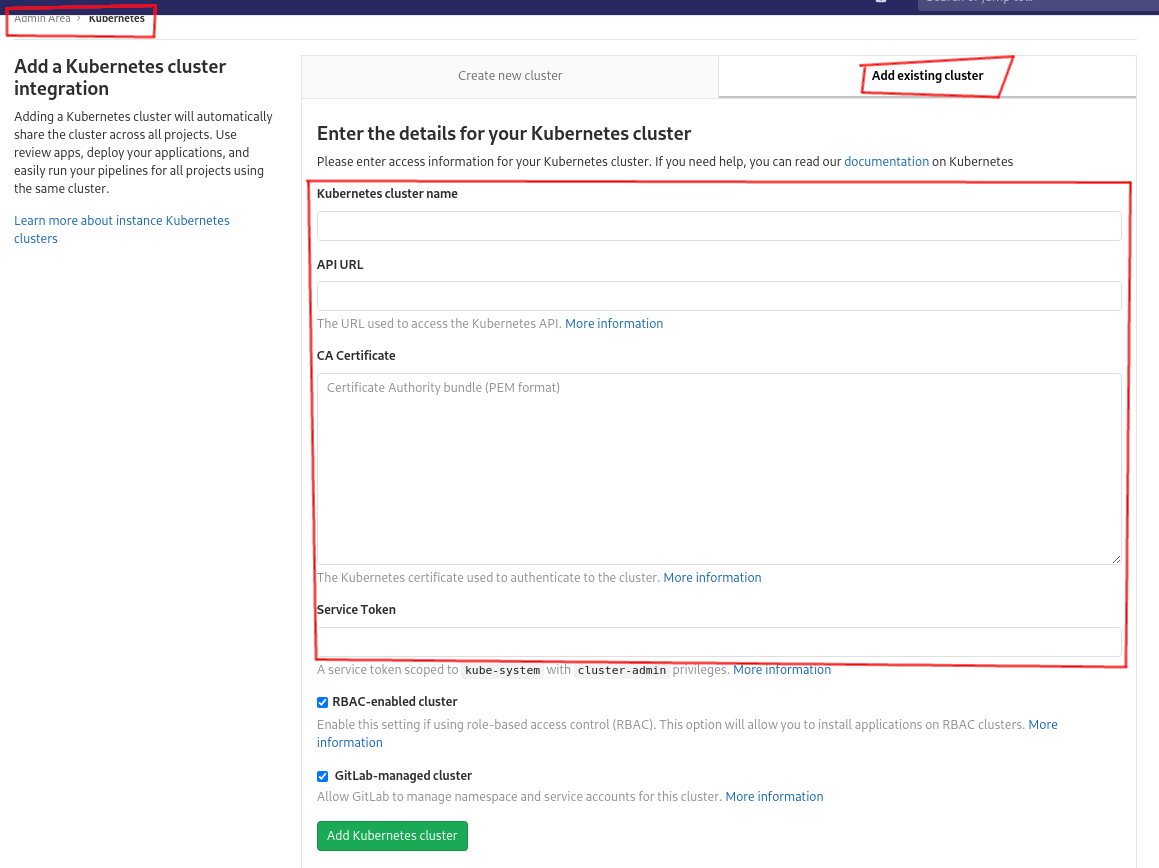 Search or jump to...
Admin Area > Kubernetes
Add a Kubernetes cluster
integration
Adding a Kubernetes cluster will automatically
share the cluster across all projects. Use
review apps, deploy your applications, and
easily run your pipelines for all projects using
the same cluster.
Learn more about instance Kubernetes
clusters
Create new cluster
Add existing cluster
Enter the details for your Kubernetes cluster
Please enter access information for your Kubernetes cluster. If you need help, you can read our documentation on Kubernetes
Kubernetes cluster name
API URL
The URL used to access the Kubernetes API. More information
CA Certificate
Certificate Authority bundle (PEM format)
The Kubernetes certificate used to authenticate to the cluster. More information
Service Token
A service token scoped to kube-system with cluster-admin privileges. More information
RBAC-enabled cluster
Enable this setting if using role-based access control (RBAC). This option will allow you to install applications on RBAC clusters. More
information
GitLab-managed cluster
Allow GitLab to manage namespace and service accounts for this cluster. More information
Add Kubernetes cluster